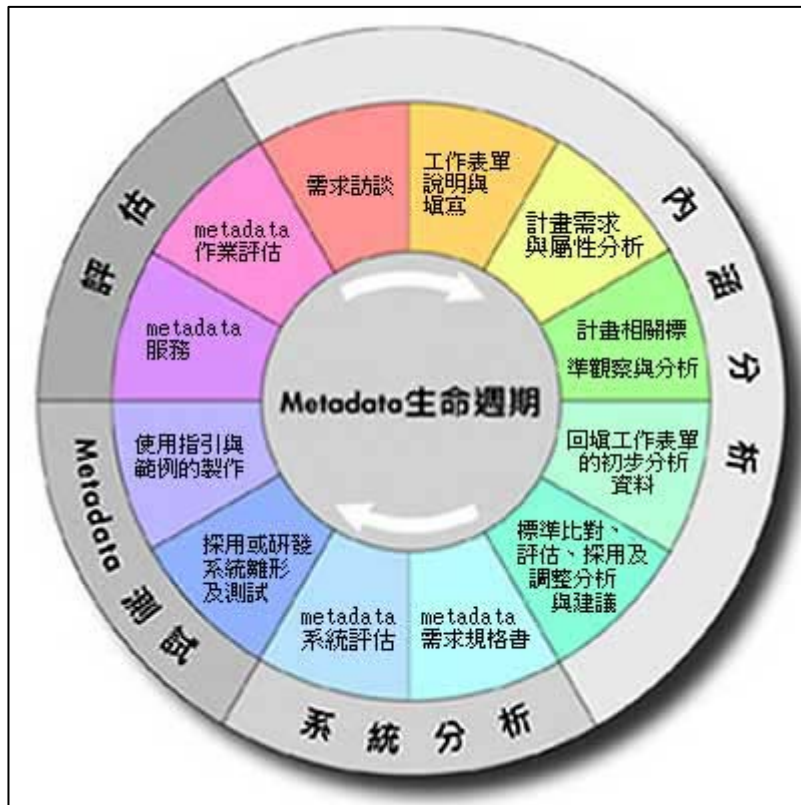 Metadata生命週期
需求訪談
工作表單
說明與
填寫
計畫需求
與屬性分析
計畫相關標
準觀察與分析
回填工作表單
的初步分析
資料
標準比對、
評估、採用及
調整分析
與建議
metadata
需求規格書
metadata
系統評估
採用或研發
系統雛形
及測試
使用指引與
範例的製作
metadata
服務
metadata
作業評估
內涵分析
系統分析
Metadata 測試
評估